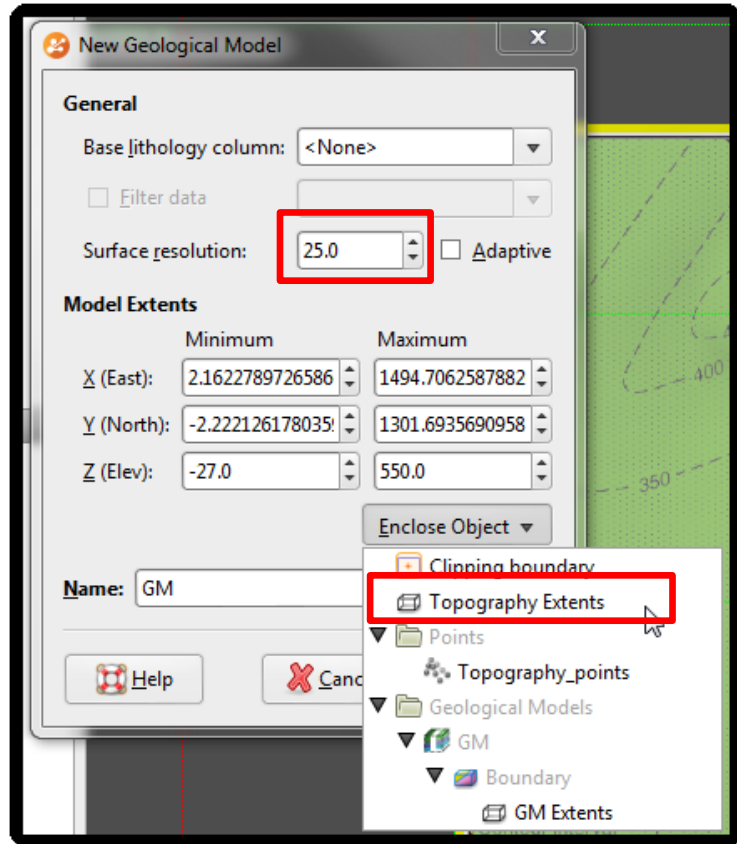 New Geological Model
x
General
Base lithology column: <None>
Filter data
Surface resolution: 25.0 Adaptive
Model Extents
Minimum Maximum
X (East): 2.1622789726586 1494.7062587882
Y (North): -2.222126178035 1301.6935690958
Z (Elev): -27.0 550.0
400
350
Enclose Object
Clipping boundary
Name: GM
Topography Extents
Points
Help
Topography_points
Geological Models
GM
Boundary
GM Extents